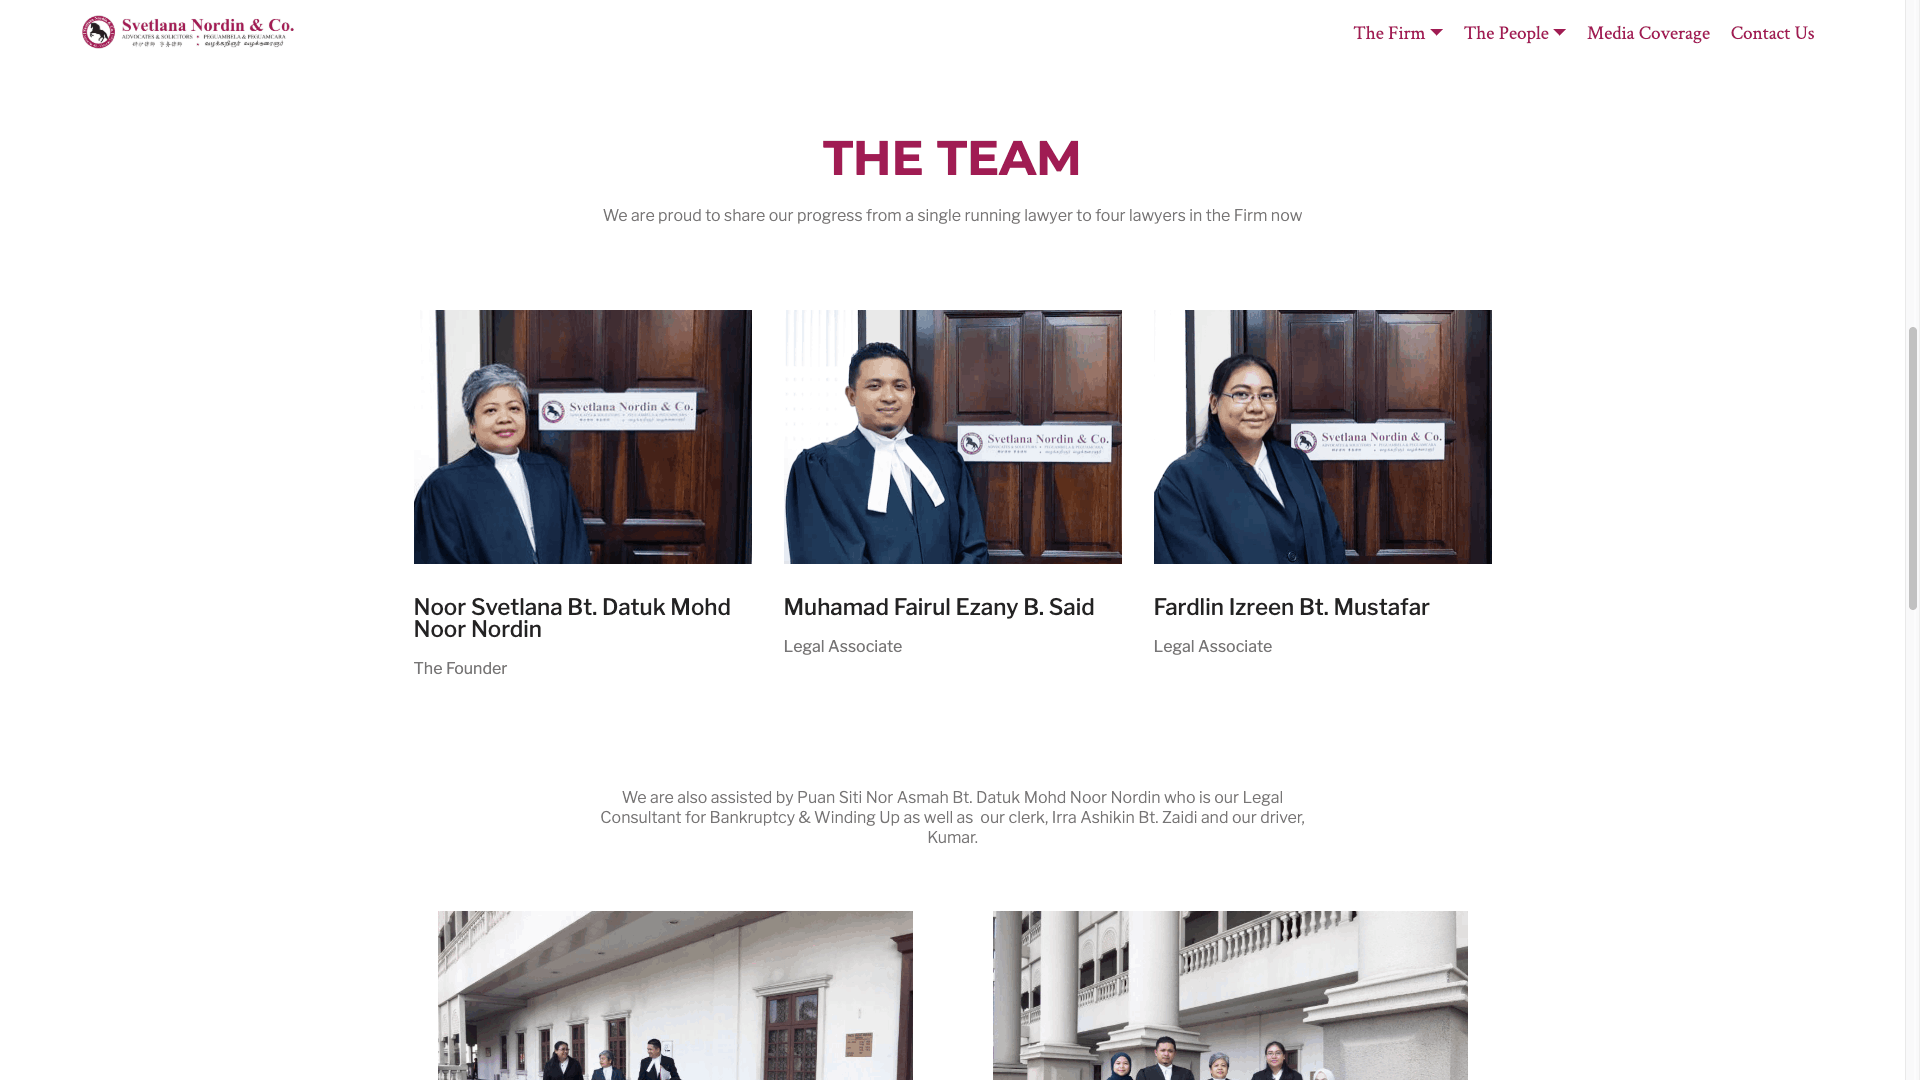 Svetlana Nordin & Co.
ADVOCATES & SOLICITORS • PEGUAMBELA & PEGUAMCARA
The Firm
The People
Media Coverage
Contact Us
THE TEAM
We are proud to share our progress from a single running lawyer to four lawyers in the Firm now
Svetlana Nordin & Co.
Svetlana Nordin & Co.
Svetlana Nordin & Co.
Noor Svetlana Bt. Datuk Mohd
Noor Nordin
The Founder
Muhamad Fairul Ezany B. Said
Legal Associate
Fardlin Izreen Bt. Mustafar
Legal Associate
We are also assisted by Puan Siti Nor Asmah Bt. Datuk Mohd Noor Nordin who is our Legal
Consultant for Bankruptcy & Winding Up as well as  our clerk, Irra Ashikin Bt. Zaidi and our driver,
Kumar.